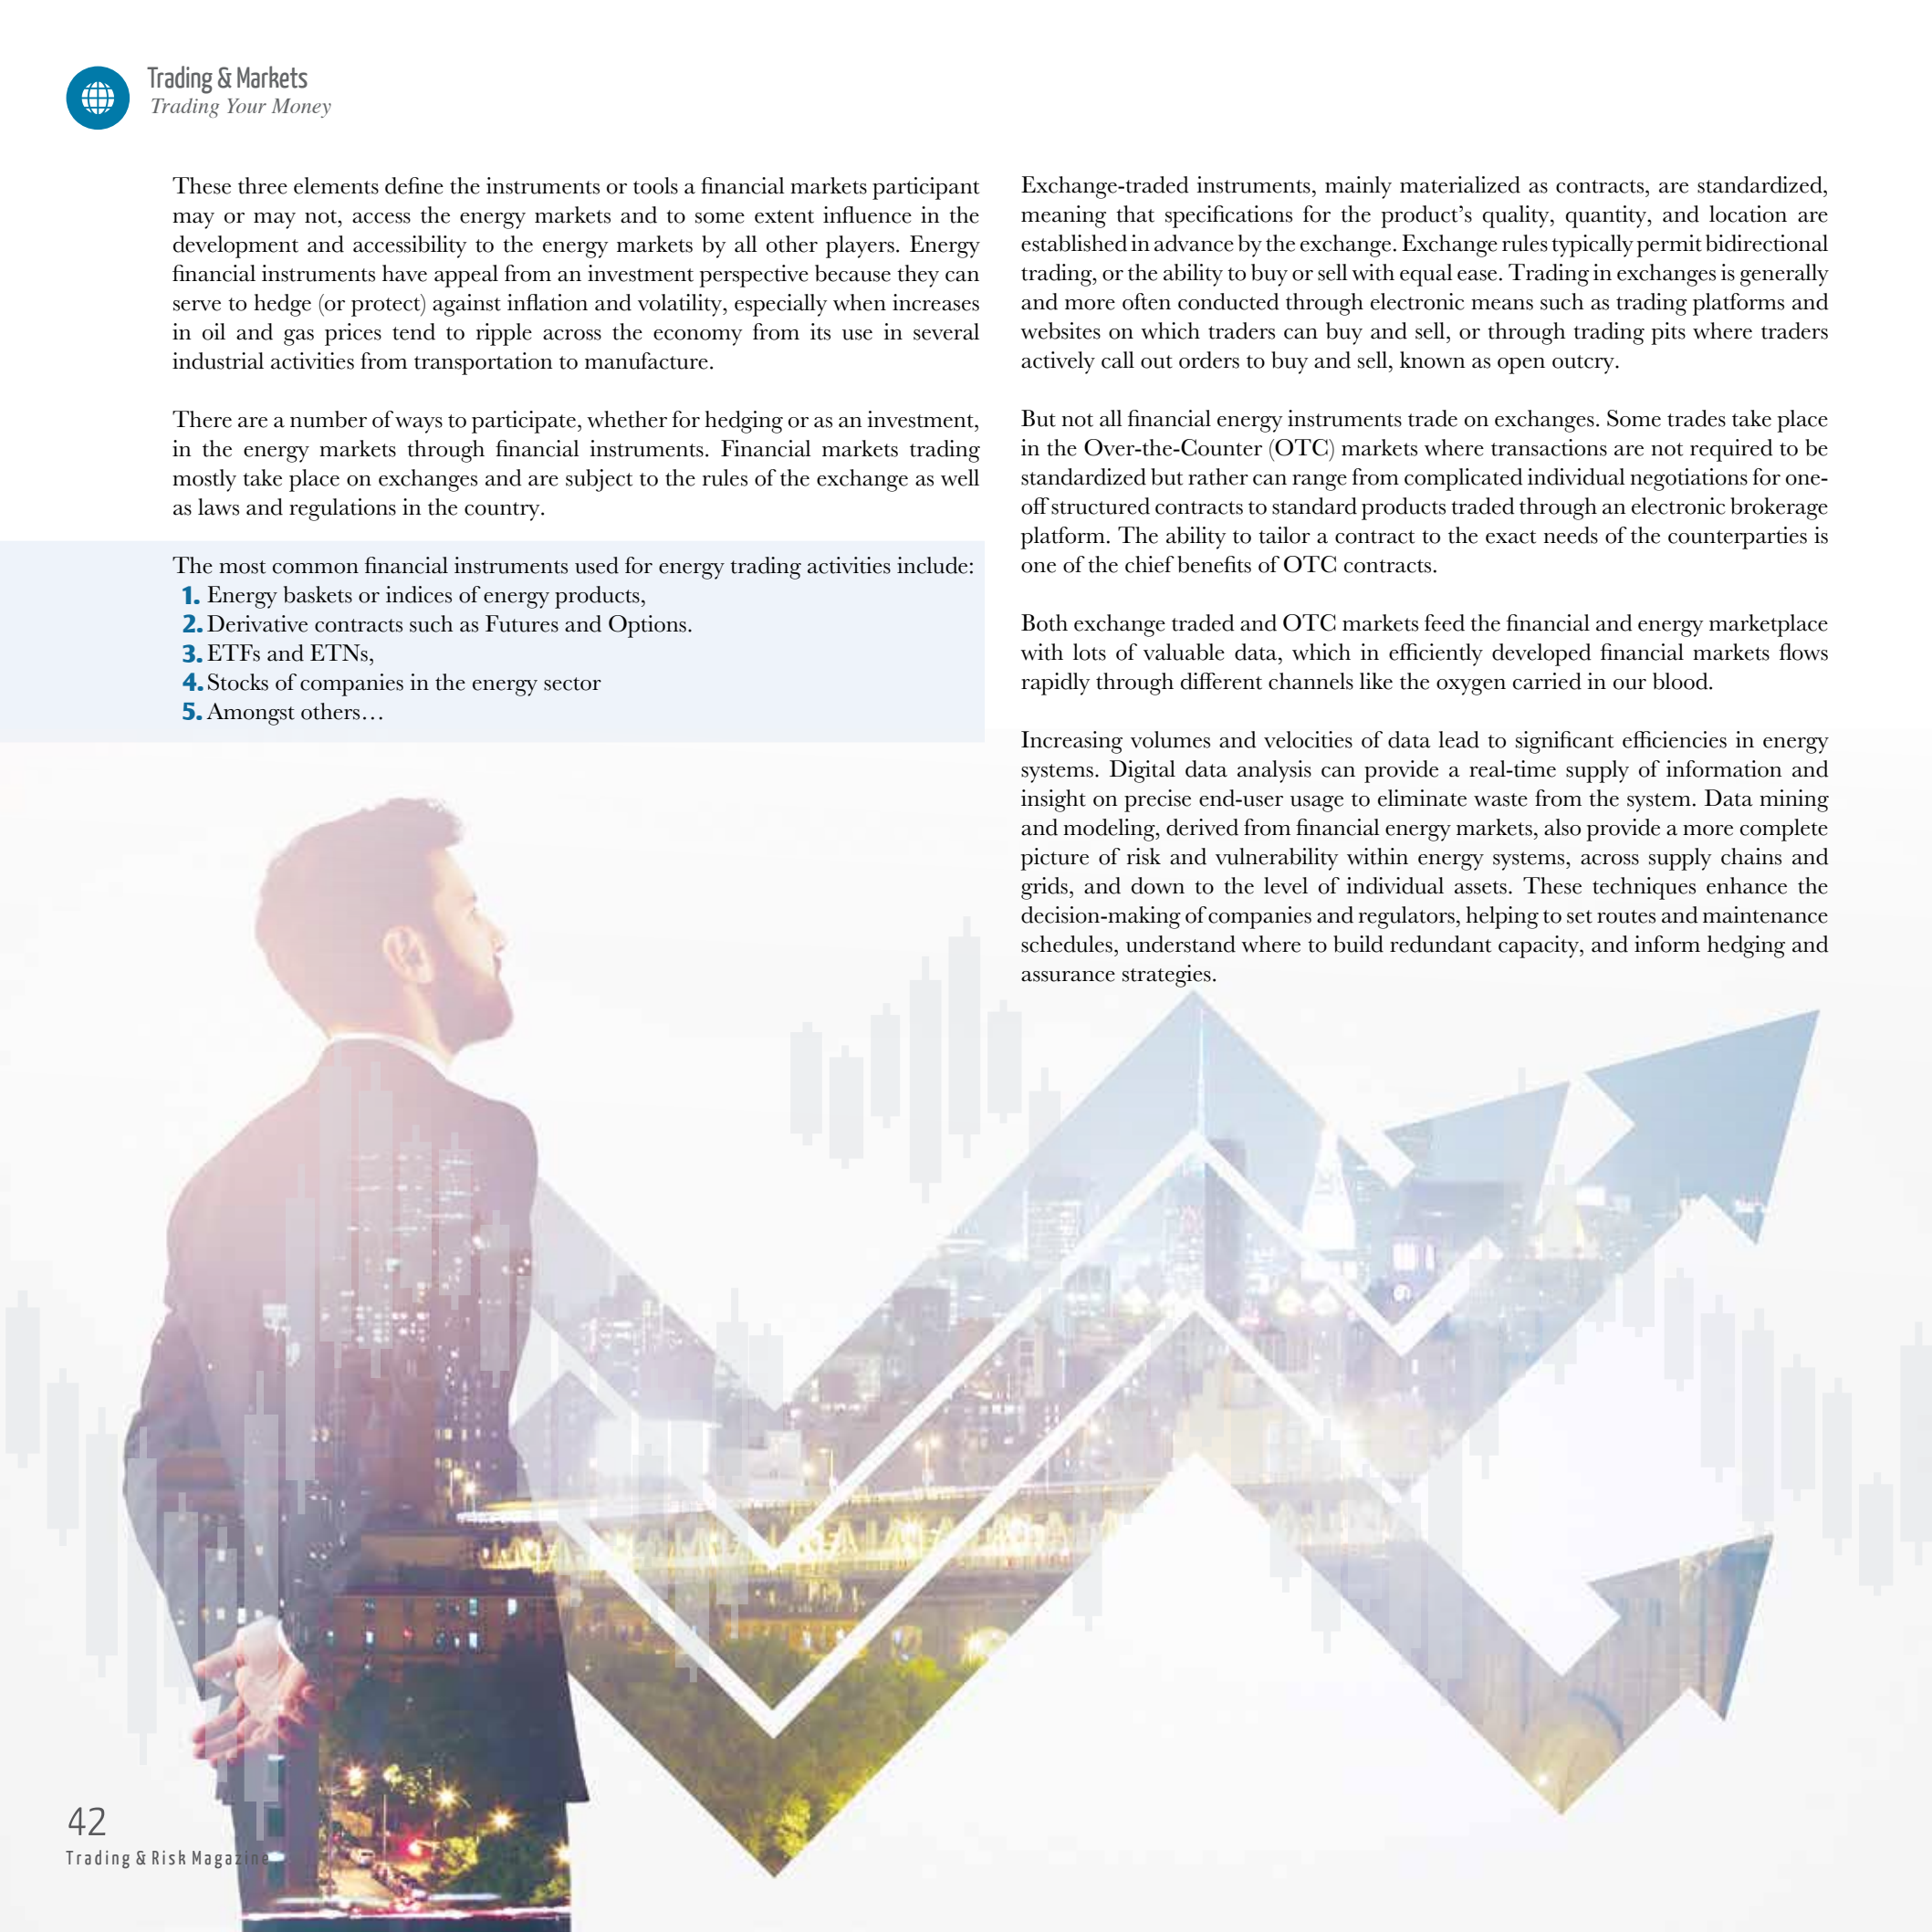 Trading & Markets
Trading Your Money
These three elements define the instruments or tools a financial markets participant
may or may not, access the energy markets and to some extent influence in the
development and accessibility to the energy markets by all other players. Energy
financial instruments have appeal from an investment perspective because they can
serve to hedge (or protect) against inflation and volatility, especially when increases
in oil and gas prices tend to ripple across the economy from its use in several
industrial activities from transportation to manufacture.
There are a number of ways to participate, whether for hedging or as an investment,
in the energy markets through financial instruments. Financial markets trading
mostly take place on exchanges and are subject to the rules of the exchange as well
as laws and regulations in the country.
The most common financial instruments used for energy trading activities include:
1. Energy baskets or indices of energy products,
2. Derivative contracts such as Futures and Options.
3. ETFs and ETNs,
4. Stocks of companies in the energy sector
5. Amongst others…
Exchange-traded instruments, mainly materialized as contracts, are standardized,
meaning that specifications for the product's quality, quantity, and location are
established in advance by the exchange. Exchange rules typically permit bidirectional
trading, or the ability to buy or sell with equal ease. Trading in exchanges is generally
and more often conducted through electronic means such as trading platforms and
websites on which traders can buy and sell, or through trading pits where traders
actively call out orders to buy and sell, known as open outcry.
But not all financial energy instruments trade on exchanges. Some trades take place
in the Over-the-Counter (OTC) markets where transactions are not required to be
standardized but rather can range from complicated individual negotiations for one-
off structured contracts to standard products traded through an electronic brokerage
platform. The ability to tailor a contract to the exact needs of the counterparties is
one of the chief benefits of OTC contracts.
Both exchange traded and OTC markets feed the financial and energy marketplace
with lots of valuable data, which in efficiently developed financial markets flows
rapidly through different channels like the oxygen carried in our blood.
Increasing volumes and velocities of data lead to significant efficiencies in energy
systems. Digital data analysis can provide a real-time supply of information and
insight on precise end-user usage to eliminate waste from the system. Data mining
and modeling, derived from financial energy markets, also provide a more complete
picture of risk and vulnerability within energy systems, across supply chains and
grids, and down to the level of individual assets. These techniques enhance the
decision-making of companies and regulators, helping to set routes and maintenance
schedules, understand where to build redundant capacity, and inform hedging and
assurance strategies.
42
Trading & Risk Magazine